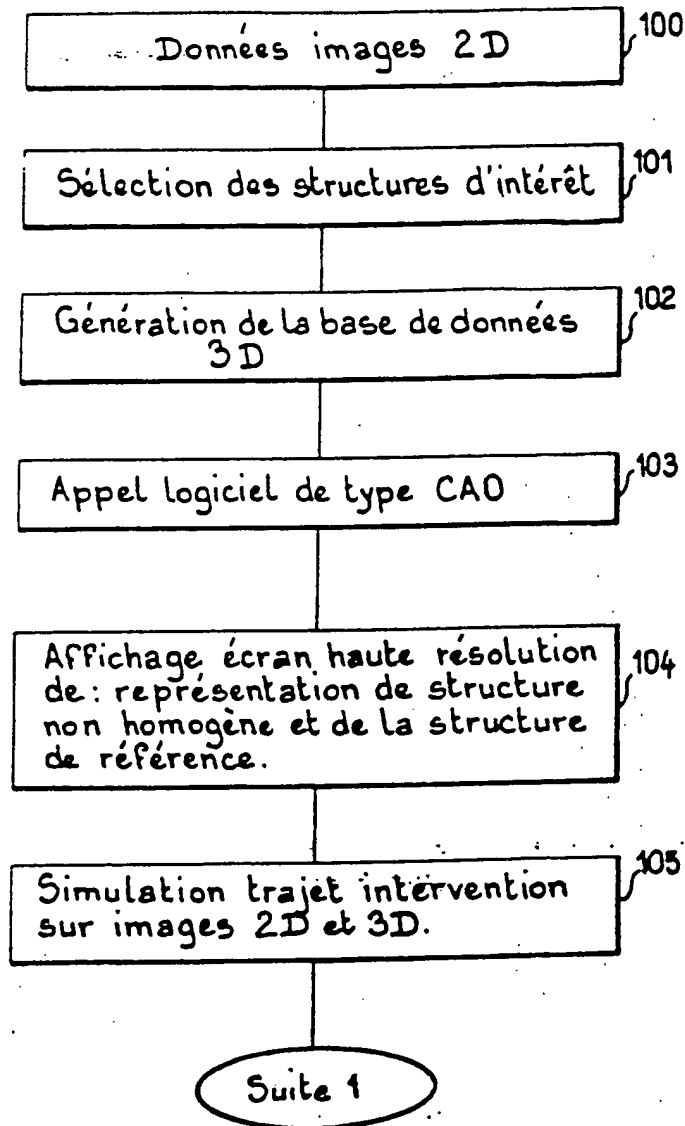 Données images 2D
100
Sélection des structures d'intérêt
101
Génération de la base de données
3D
102
Appel logiciel de type CAO
103
Affichage écran haute résolution
de : représentation de structure
non homogène et de la structure
de référence.
104
Simulation trajet intervention
sur images 2D et 3D.
105
Suite 1